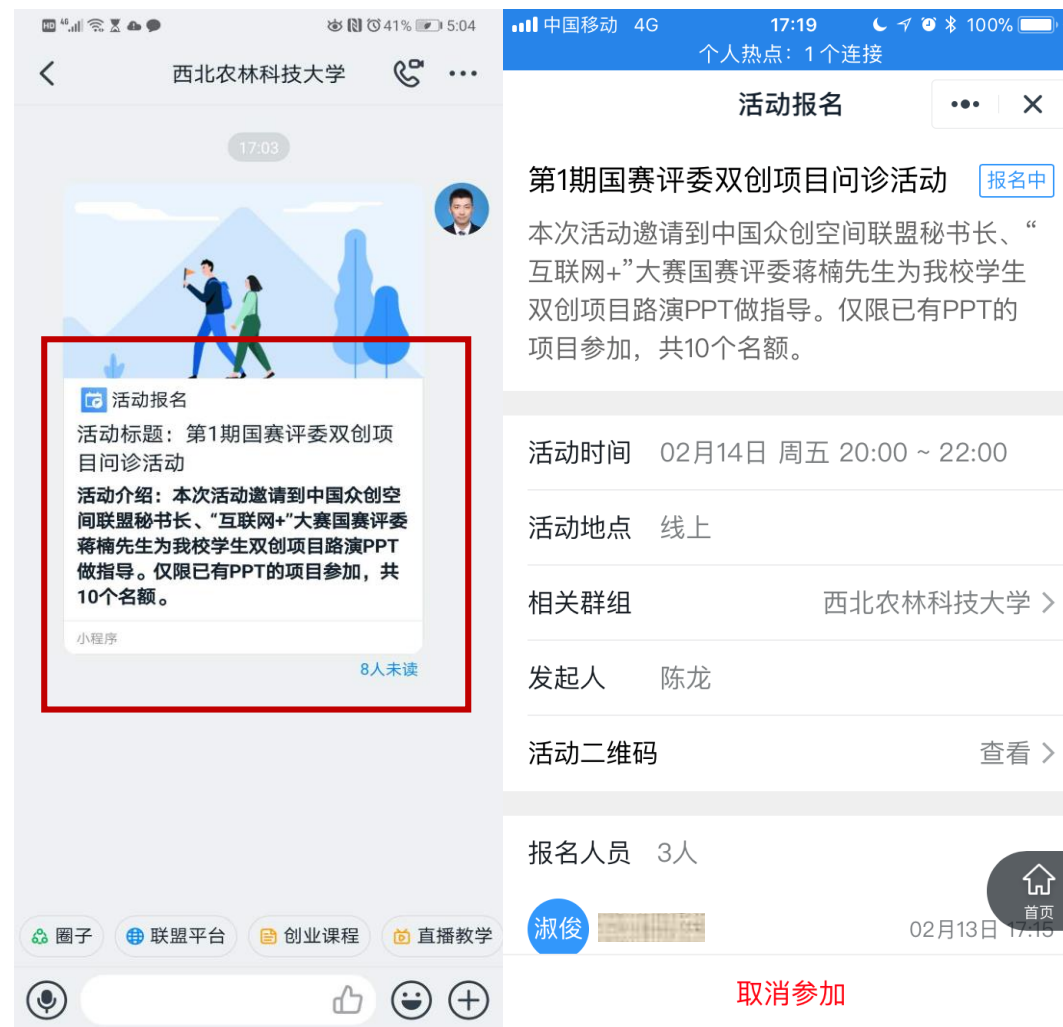 HD 46 41% 5:04
西北农林科技大学
17:03
活动报名
活动标题：第1期国赛评委双创项
目问诊活动
活动介绍：本次活动邀请到中国众创空
间联盟秘书长、“互联网+”大赛国赛评委
蒋楠先生为我校学生双创项目路演PPT
做指导。仅限已有PPT的项目参加，共
10个名额。
小程序
8人未读
圈子 联盟平台 创业课程 直播教学
中国移动 4G 17:19 100%
个人热点：1个连接
活动报名
第1期国赛评委双创项目问诊活动 报名中
本次活动邀请到中国众创空间联盟秘书长、“
互联网+”大赛国赛评委蒋楠先生为我校学生
双创项目路演PPT做指导。仅限已有PPT的
项目参加，共10个名额。
活动时间 02月14日 周五 20:00 ~ 22:00
活动地点 线上
相关群组 西北农林科技大学
发起人 陈龙
活动二维码 查看
报名人员 3人
首页
淑俊 02月13日 17:15
取消参加